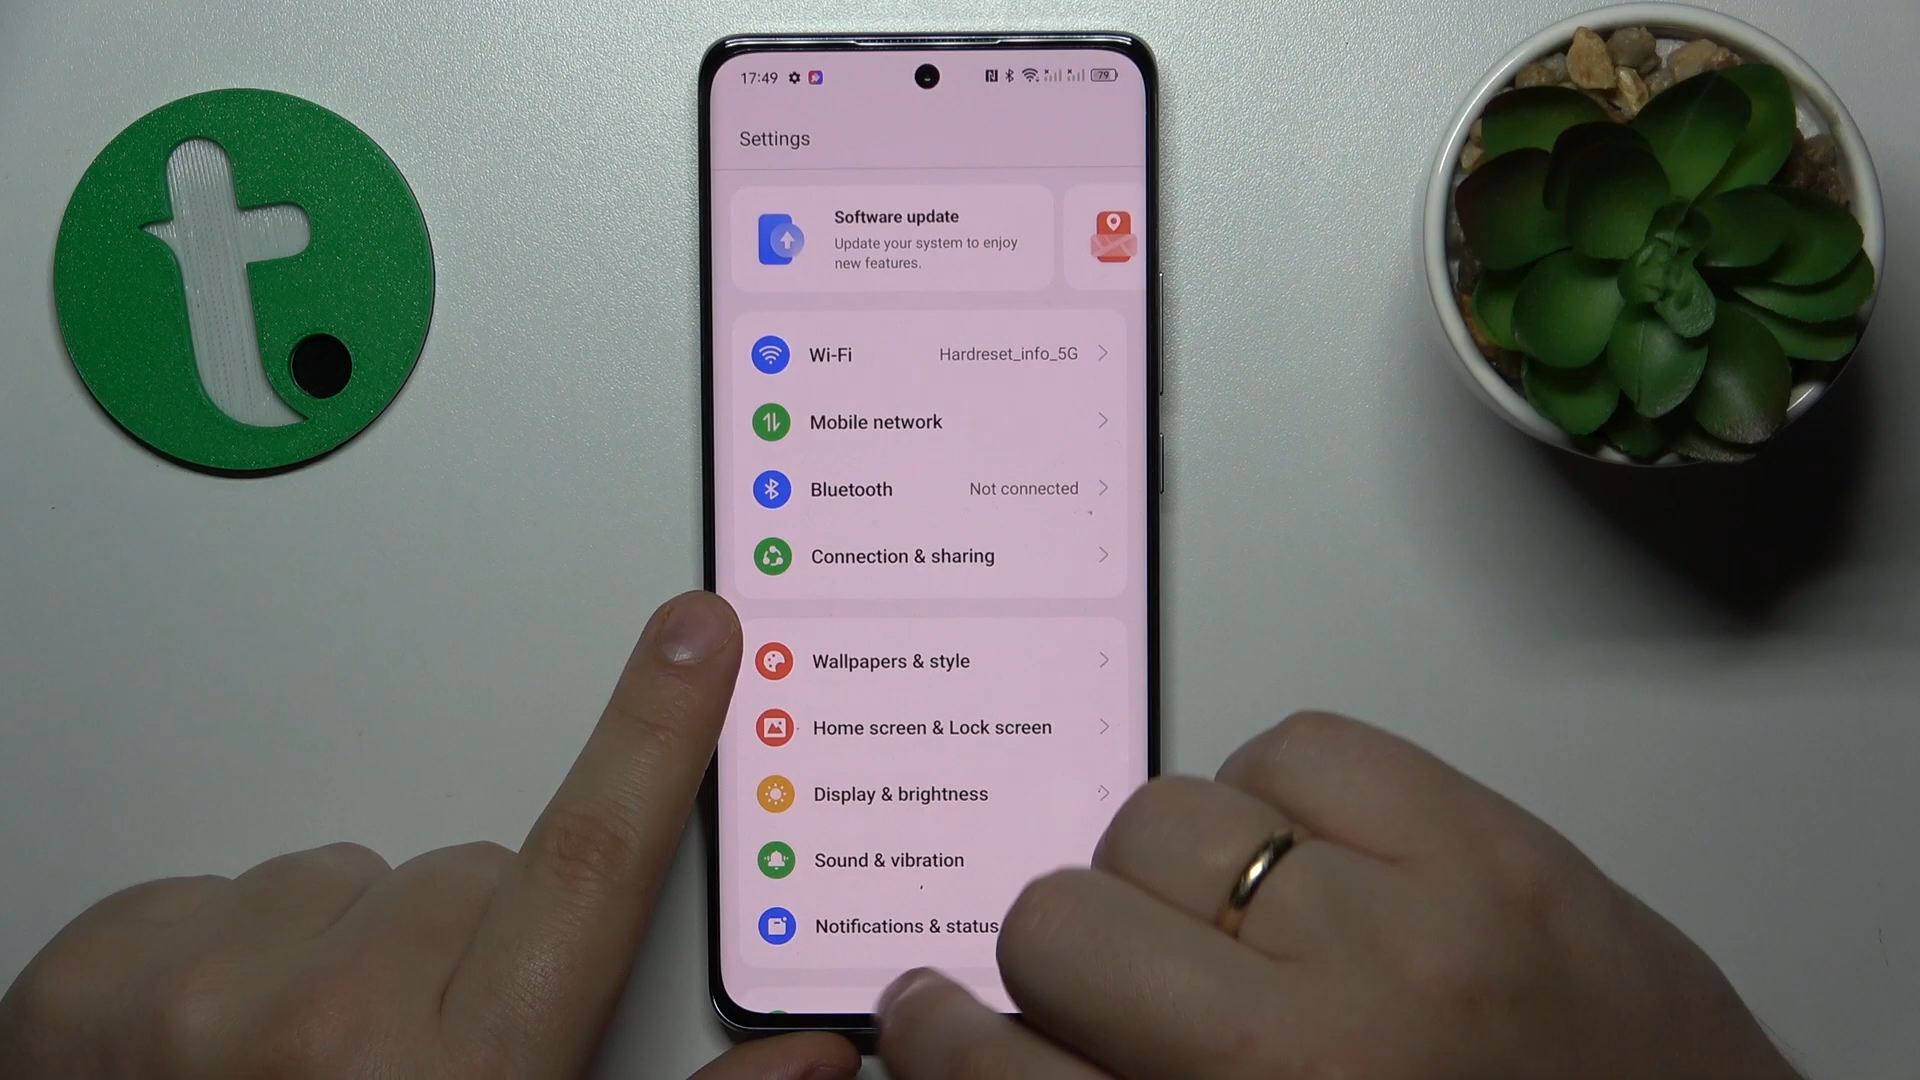 17:49
79
Settings
Software update
Update your system to enjoy
new features.
Wi-Fi Hardreset_info_5G
Mobile network
Bluetooth Not connected
Connection & sharing
Wallpapers & style
Home screen & Lock screen
Display & brightness
Sound & vibration
Notifications & status
t.